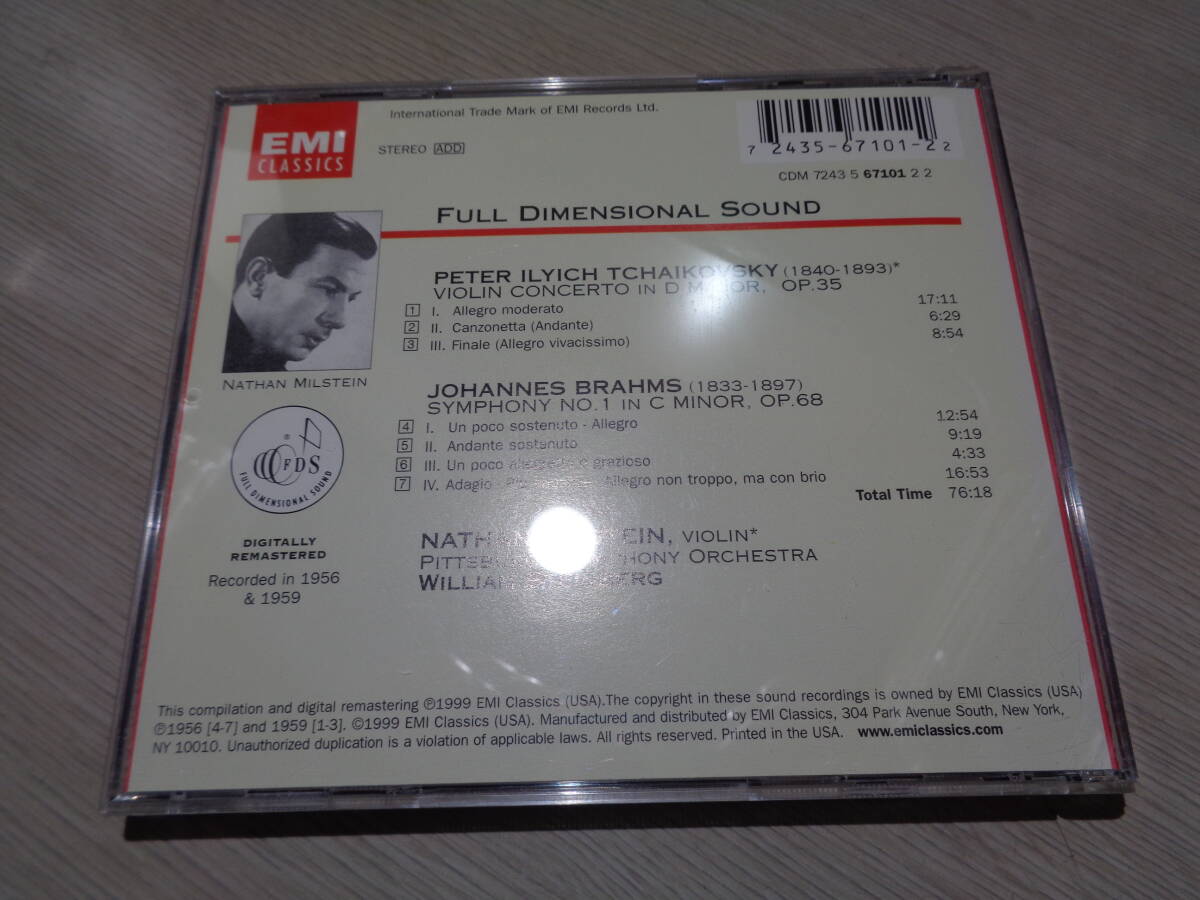 EMI
CLASSICS
International Trade Mark of EMI Records Ltd.
STEREO ADD
7 2435-67101-2 2
CDM 7243 5 67101 2 2
FULL DIMENSIONAL SOUND
NATHAN MILSTEIN
PETER ILYICH TCHAIKOVSKY (1840-1893)*
VIOLIN CONCERTO IN D MAJOR, OP.35
1 I. Allegro moderato 17:11
2 II. Canzonetta (Andante) 6:29
3 III. Finale (Allegro vivacissimo) 8:54
JOHANNES BRAHMS (1833-1897)
SYMPHONY NO.1 IN C MINOR, OP.68
4 I. Un poco sostenuto - Allegro 12:54
5 II. Andante sostenuto 9:19
6 III. Un poco allegretto e grazioso 4:33
7 IV. Adagio - Allegro non troppo, ma con brio 16:53
Total Time 76:18
® FDS
FULL DIMENSIONAL SOUND
DIGITALLY
REMASTERED
Recorded in 1956
& 1959
VIOLIN*
ORCHESTRA
WILLIAM
This compilation and digital remastering ℗1999 EMI Classics (USA).The copyright in these sound recordings is owned by EMI Classics (USA)
℗1956 [4-7] and 1959 [1-3]. ©1999 EMI Classics (USA). Manufactured and distributed by EMI Classics, 304 Park Avenue South, New York,
NY 10010. Unauthorized duplication is a violation of applicable laws. All rights reserved. Printed in the USA. www.emiclassics.com